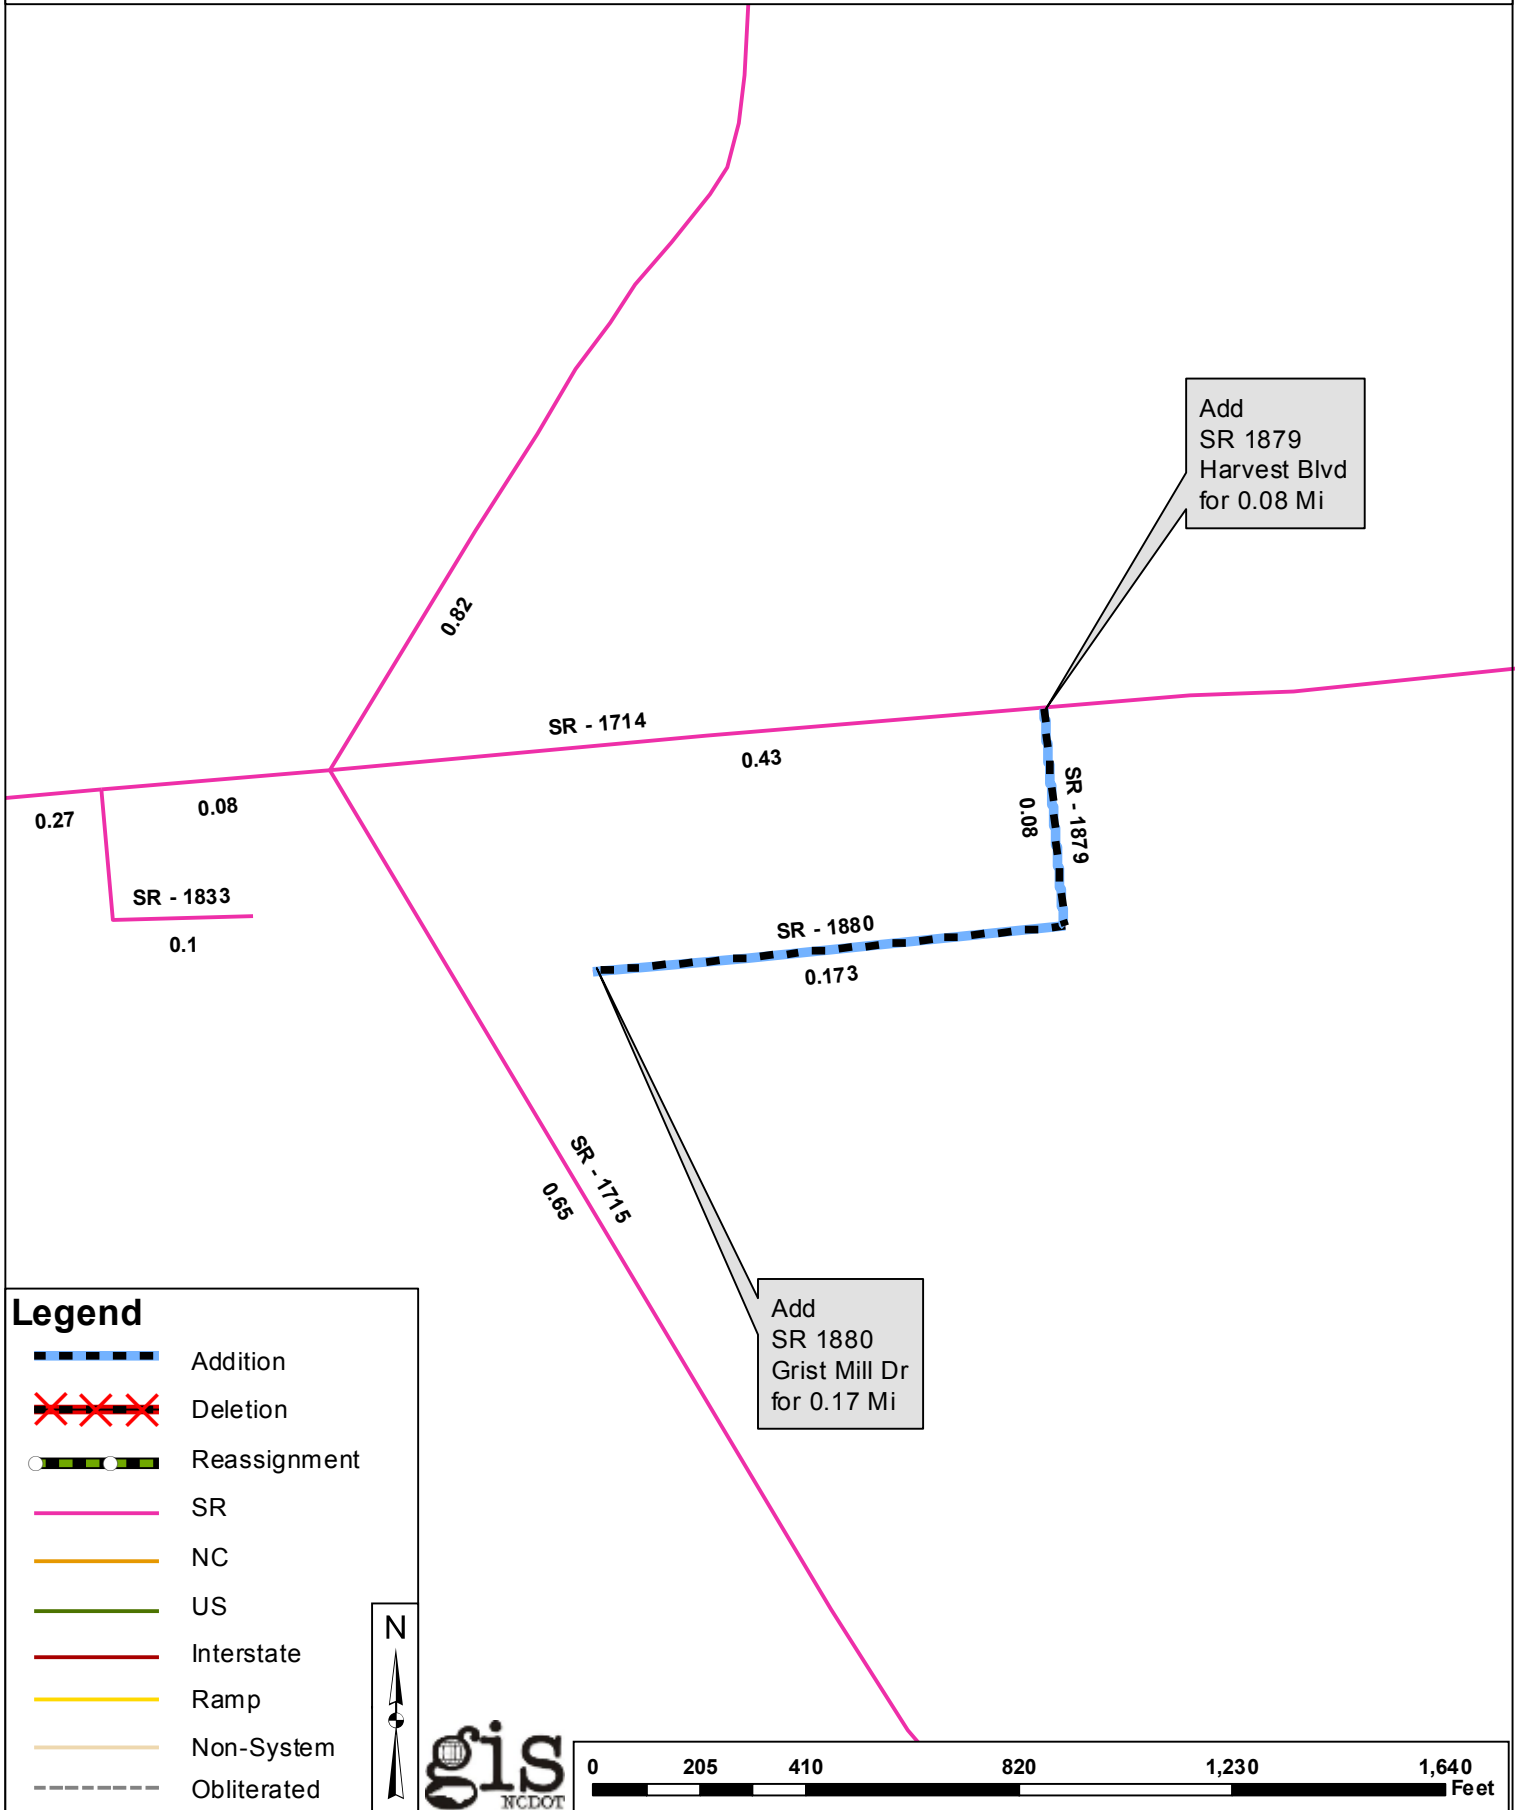 Add
SR 1879
Harvest Blvd
for 0.08 Mi
0.82
SR - 1714
0.43
0.27
0.08
SR - 1879
0.08
SR - 1833
0.1
SR - 1880
0.173
SR - 1715
0.65
Add
SR 1880
Grist Mill Dr
for 0.17 Mi
Legend
Addition
Deletion
Reassignment
SR
NC
US
Interstate
Ramp
Non-System
Obliterated
N
gis
NCDOT
0 205 410 820 1,230 1,640
Feet